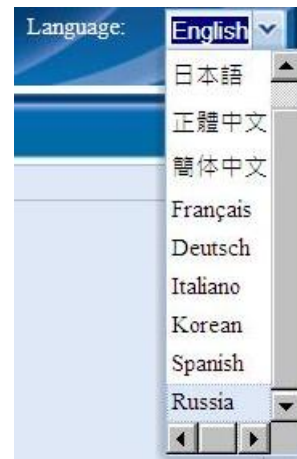 Language:
English
日本語
正體中文
簡体中文
Français
Deutsch
Italiano
Korean
Spanish
Russia